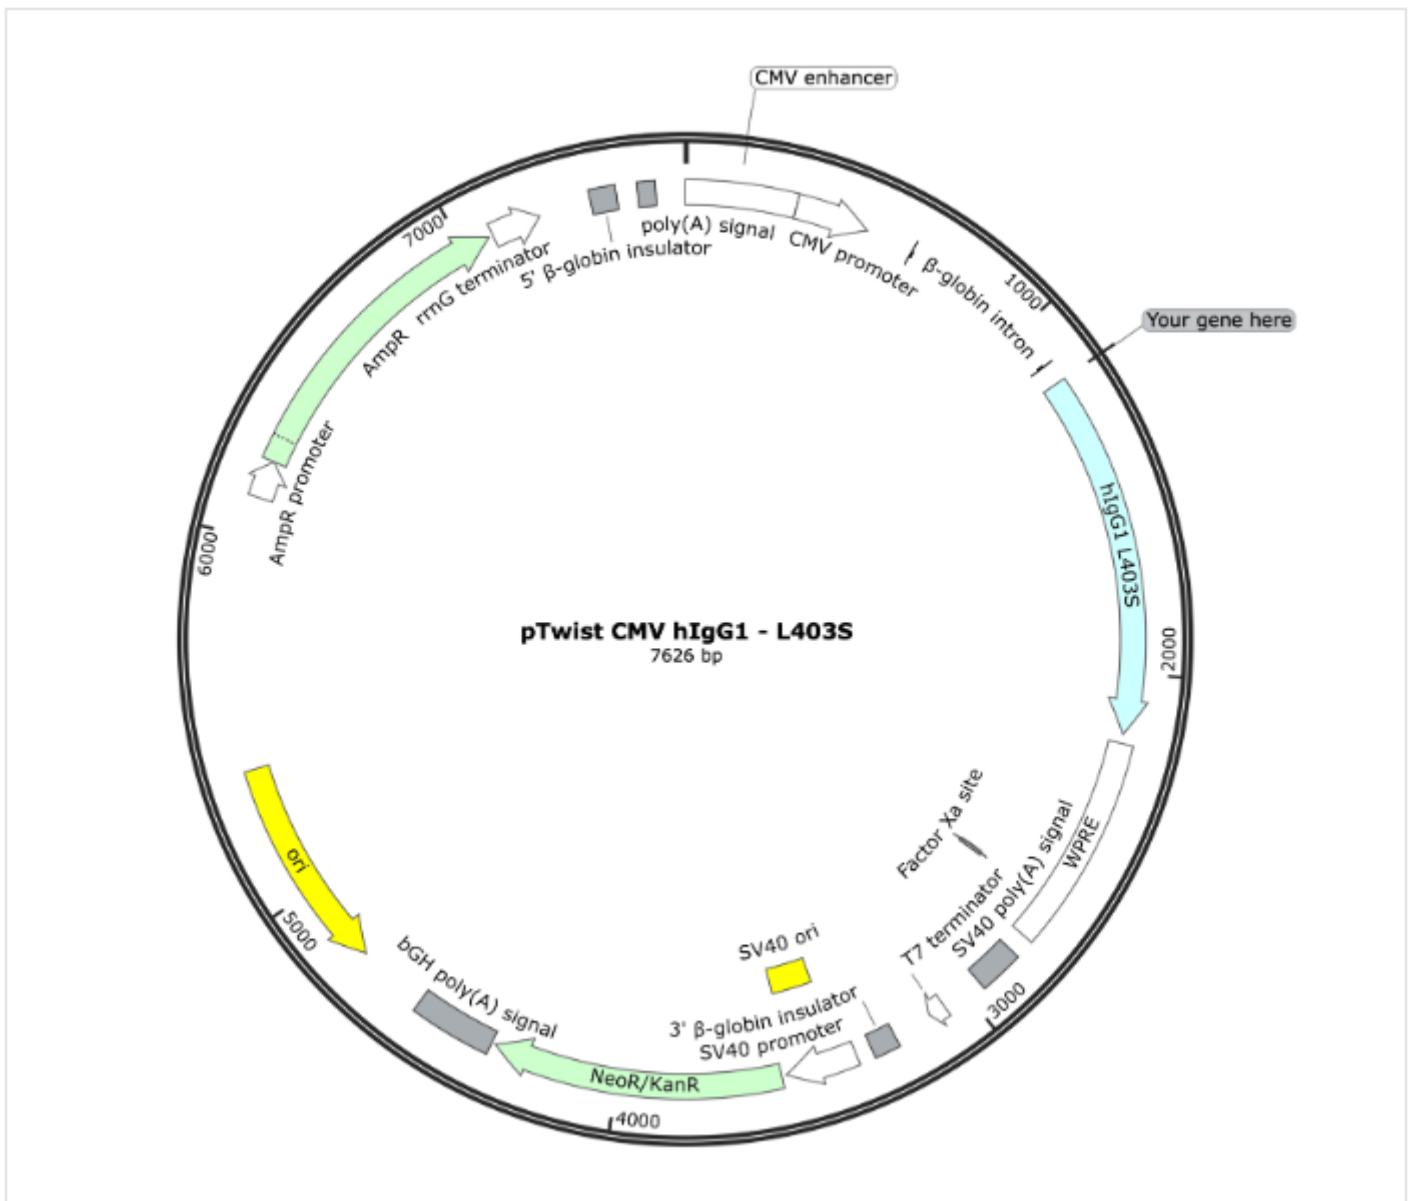 CMV enhancer
poly(A) signal
CMV promoter
β-globin intron
1000
Your gene here
hIgG1 L403S
2000
WPRE
SV40 poly(A) signal
Factor Xa site
T7 terminator
3000
3' β-globin insulator
SV40 ori
SV40 promoter
NeoR/KanR
4000
bGH poly(A) signal
5000
ori
6000
AmpR promoter
AmpR
7000
rrnG terminator
5' β-globin insulator
pTwist CMV hIgG1 - L403S
7626 bp